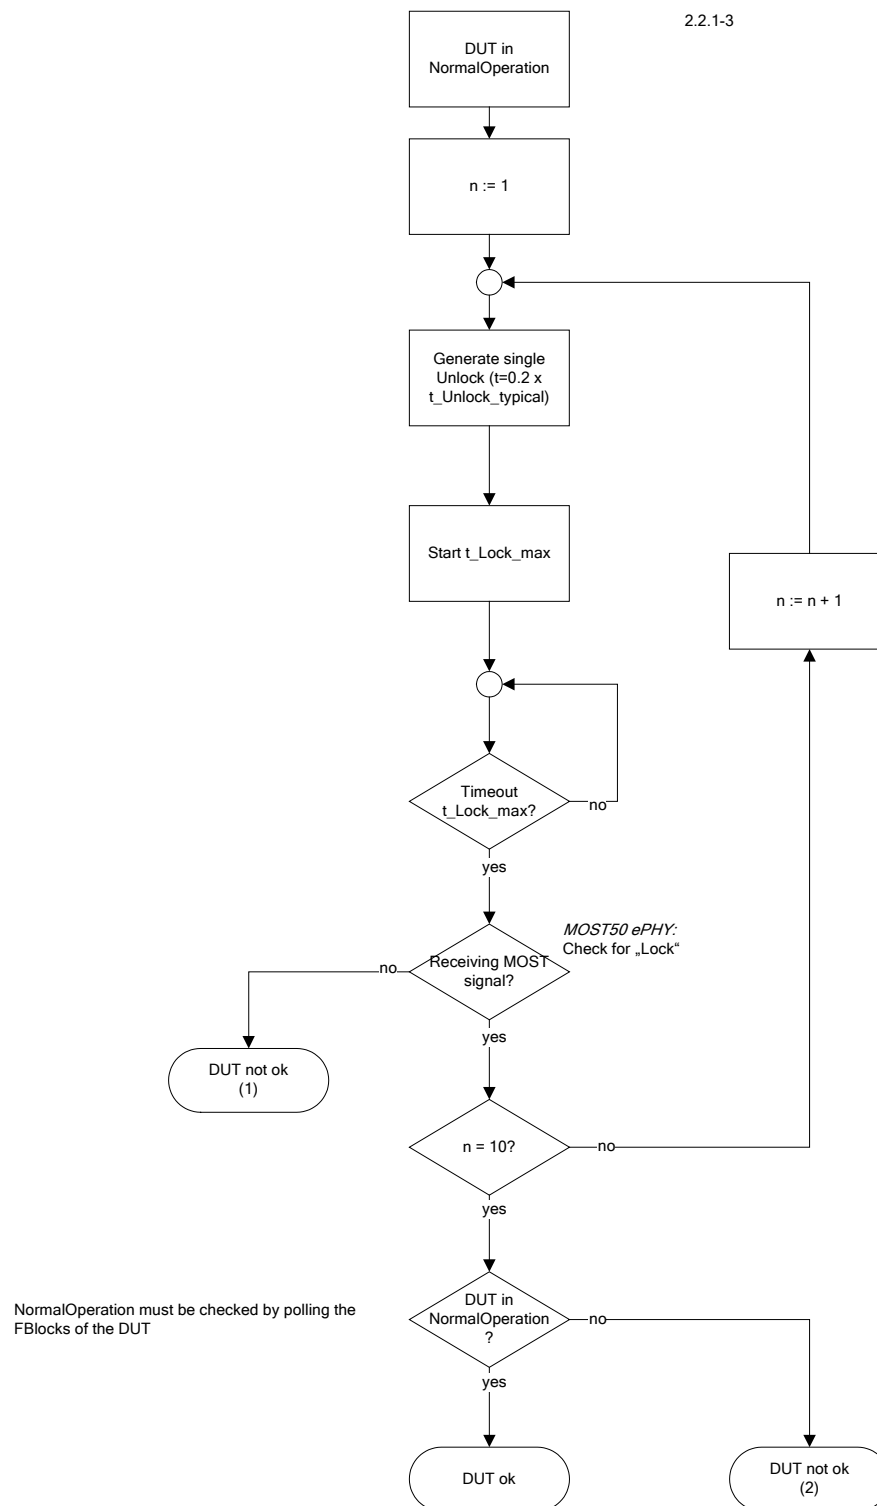 2.2.1-3
DUT in
NormalOperation
n := 1
Generate single
Unlock (t=0.2 x
t_Unlock_typical)
Start t_Lock_max
n := n + 1
Timeout
t_Lock_max?
no
yes
MOST50 ePHY:
Check for „Lock“
Receiving MOST
signal?
no
yes
DUT not ok
(1)
n = 10?
no
yes
DUT in
NormalOperation
?
no
NormalOperation must be checked by polling the
FBlocks of the DUT
yes
DUT ok
DUT not ok
(2)